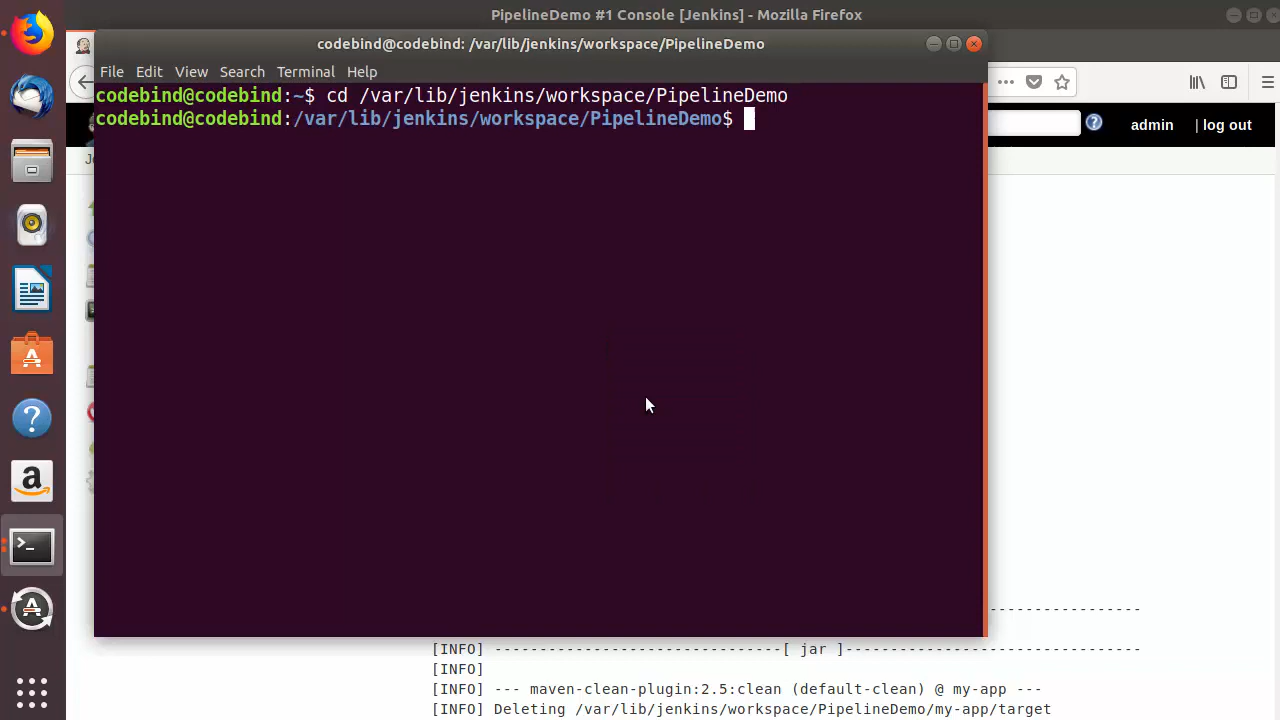 PipelineDemo #1 Console [Jenkins] - Mozilla Firefox
codebind@codebind: /var/lib/jenkins/workspace/PipelineDemo
File Edit View Search Terminal Help
codebind@codebind:~$ cd /var/lib/jenkins/workspace/PipelineDemo
codebind@codebind:/var/lib/jenkins/workspace/PipelineDemo$
admin | log out
[INFO] --------------------------------[ jar ]---------------------------------
[INFO]
[INFO] --- maven-clean-plugin:2.5:clean (default-clean) @ my-app ---
[INFO] Deleting /var/lib/jenkins/workspace/PipelineDemo/my-app/target